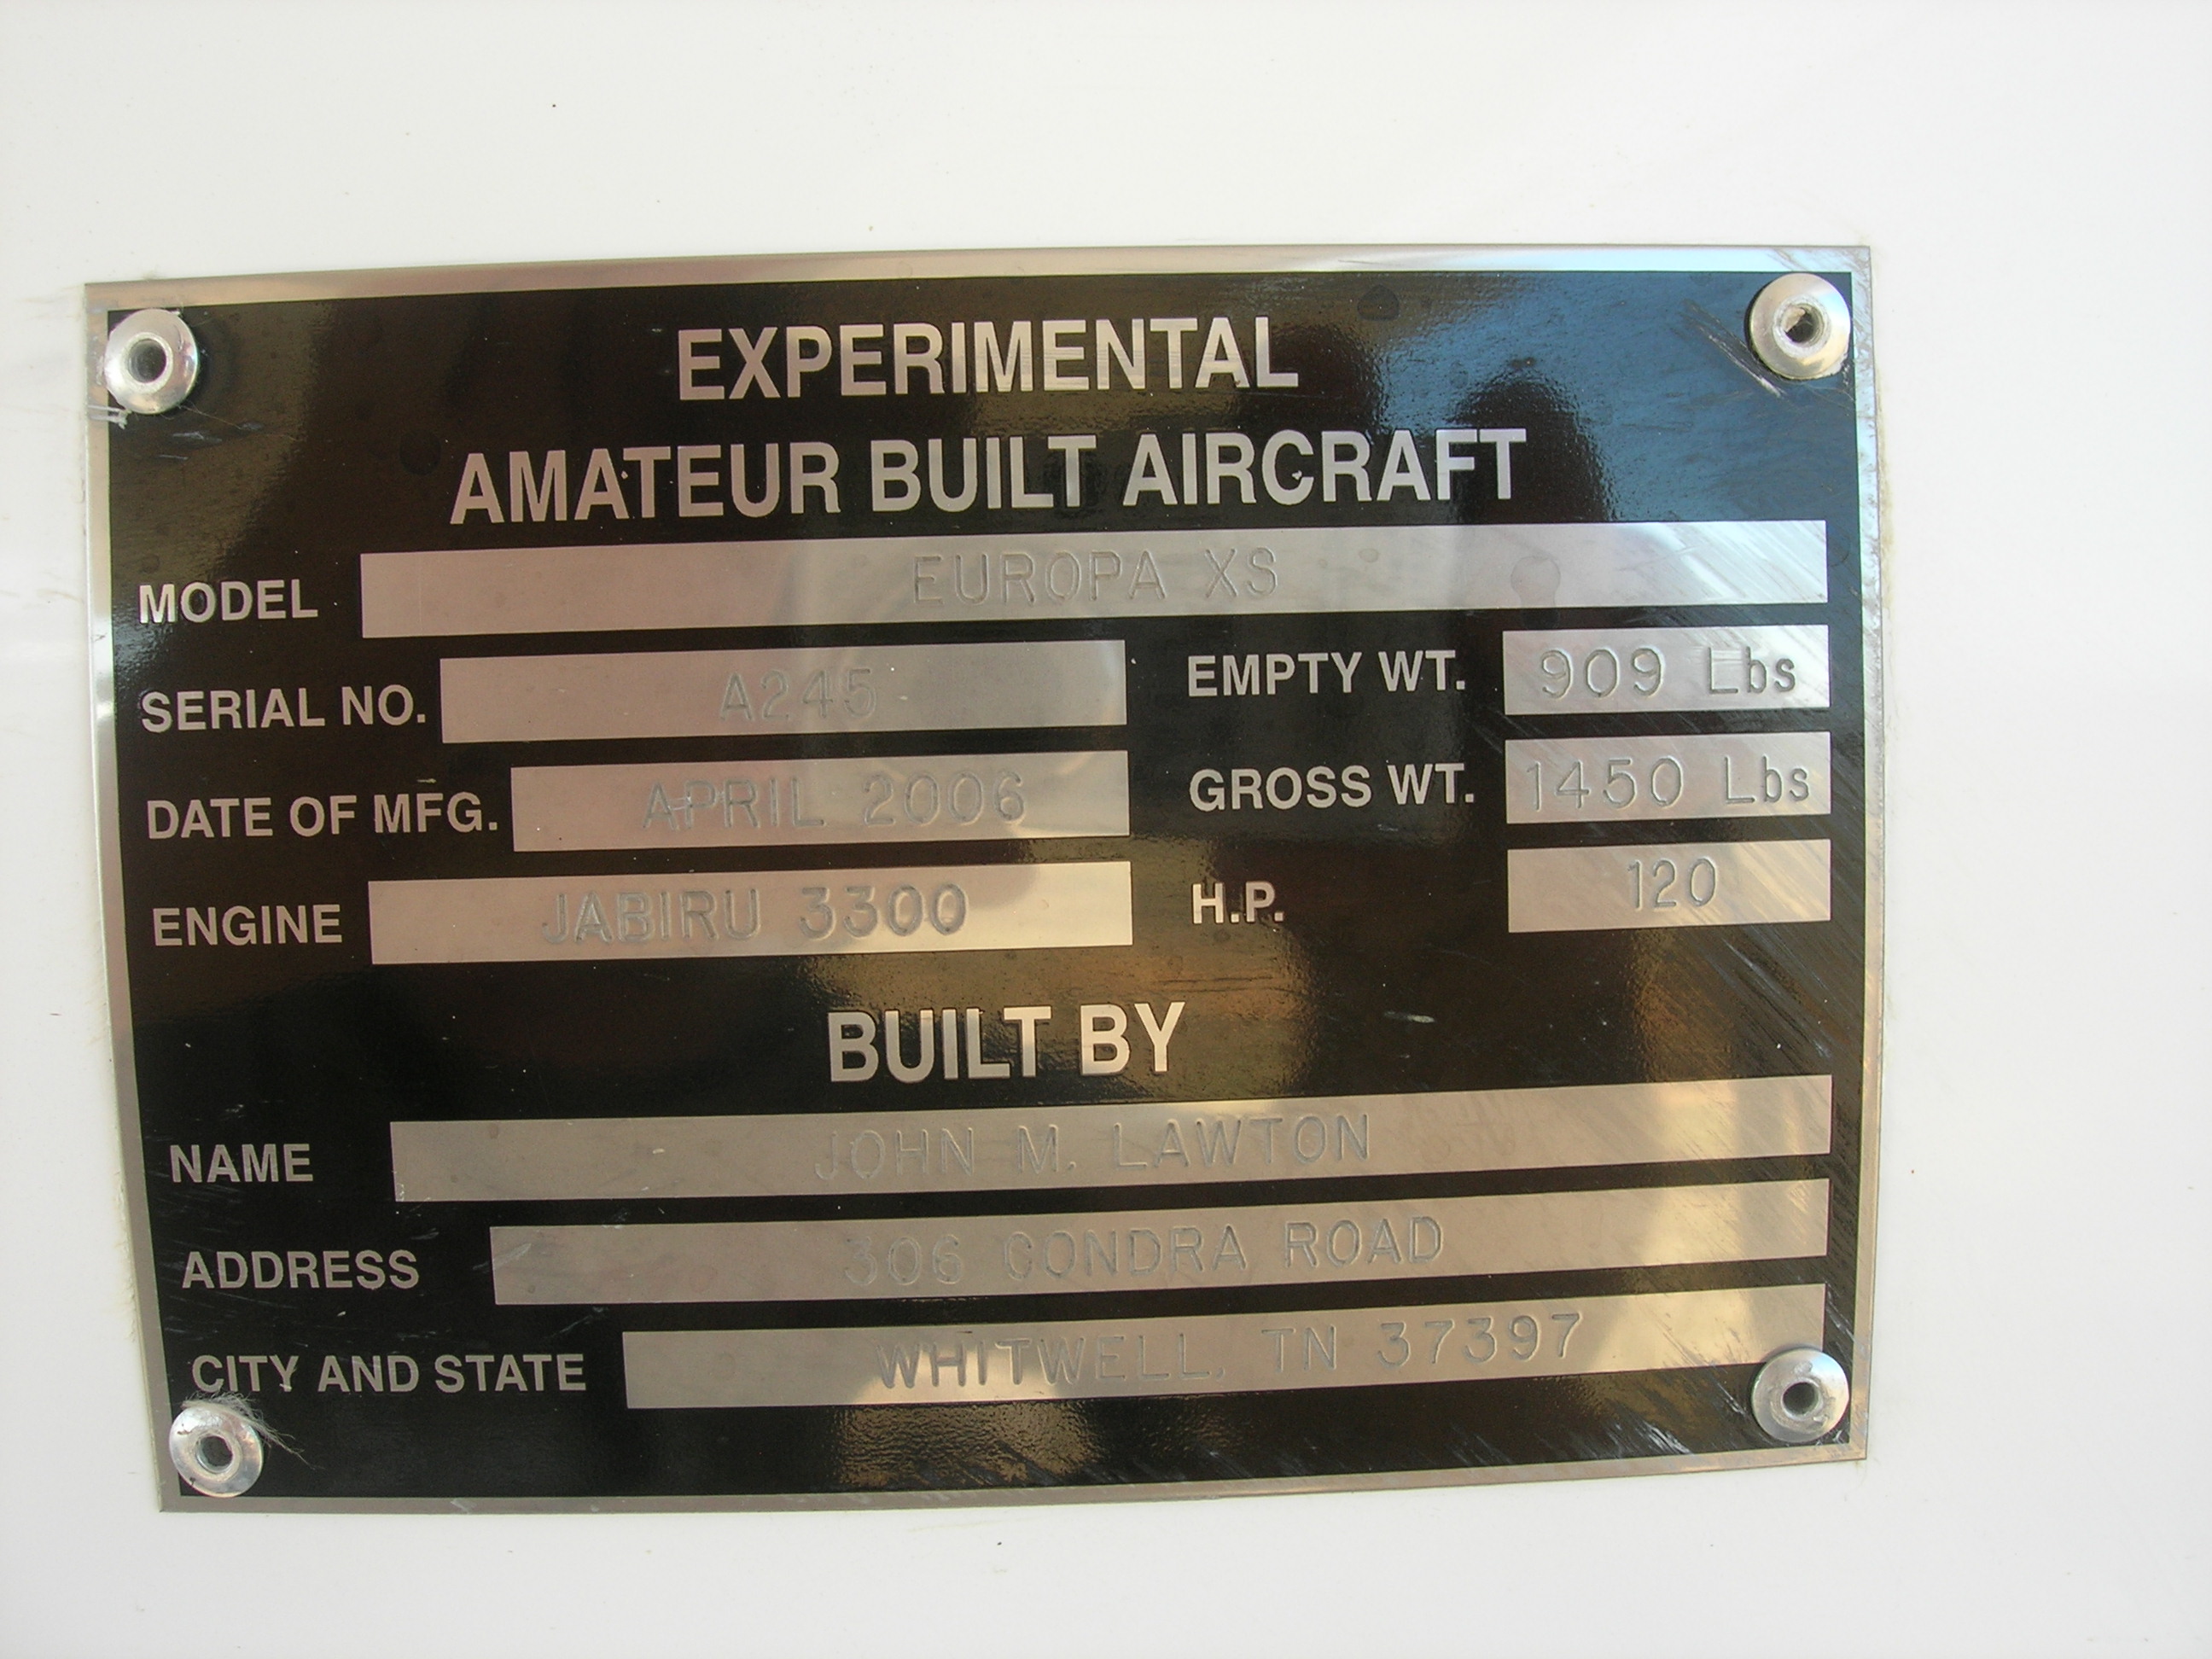 EXPERIMENTAL
AMATEUR BUILT AIRCRAFT
MODEL EUROPA XS
SERIAL NO. A245 EMPTY WT. 909 Lbs
DATE OF MFG. APRIL 2006 GROSS WT. 1450 Lbs
ENGINE JABIRU 3300 H.P. 120
BUILT BY
NAME JOHN M. LAWTON
ADDRESS 306 CONDRA ROAD
CITY AND STATE WHITWELL, TN 37397